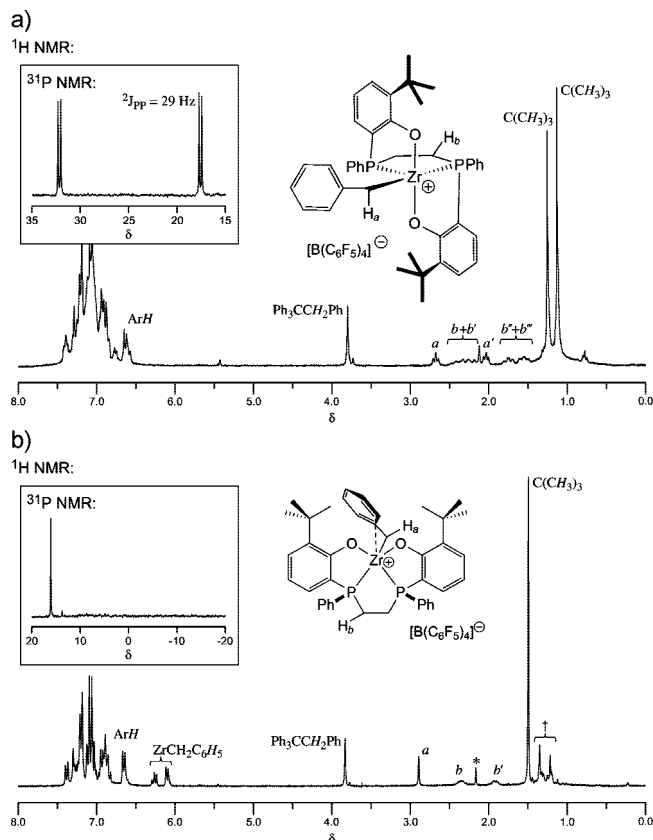 a)
¹H NMR:
³¹P NMR:
²J_PP = 29 Hz
35 30 25 20 15
δ
H_b
O
PhP PPh
Zr
⊕
H_a
O
[B(C₆F₅)₄]⊖
C(CH₃)₃
C(CH₃)₃
ArH
Ph₃CCH₂Ph
a b+b' a' b''+b'''
8.0 7.0 6.0 5.0 4.0 3.0 2.0 1.0 0.0
δ
b)
¹H NMR:
³¹P NMR:
20 10 0 -10 -20
δ
H_a
O Zr O
⊕
P P
Ph Ph
H_b
[B(C₆F₅)₄]⊖
C(CH₃)₃
ArH
ZrCH₂C₆H₅
Ph₃CCH₂Ph
a b * b' †
8.0 7.0 6.0 5.0 4.0 3.0 2.0 1.0 0.0
δ